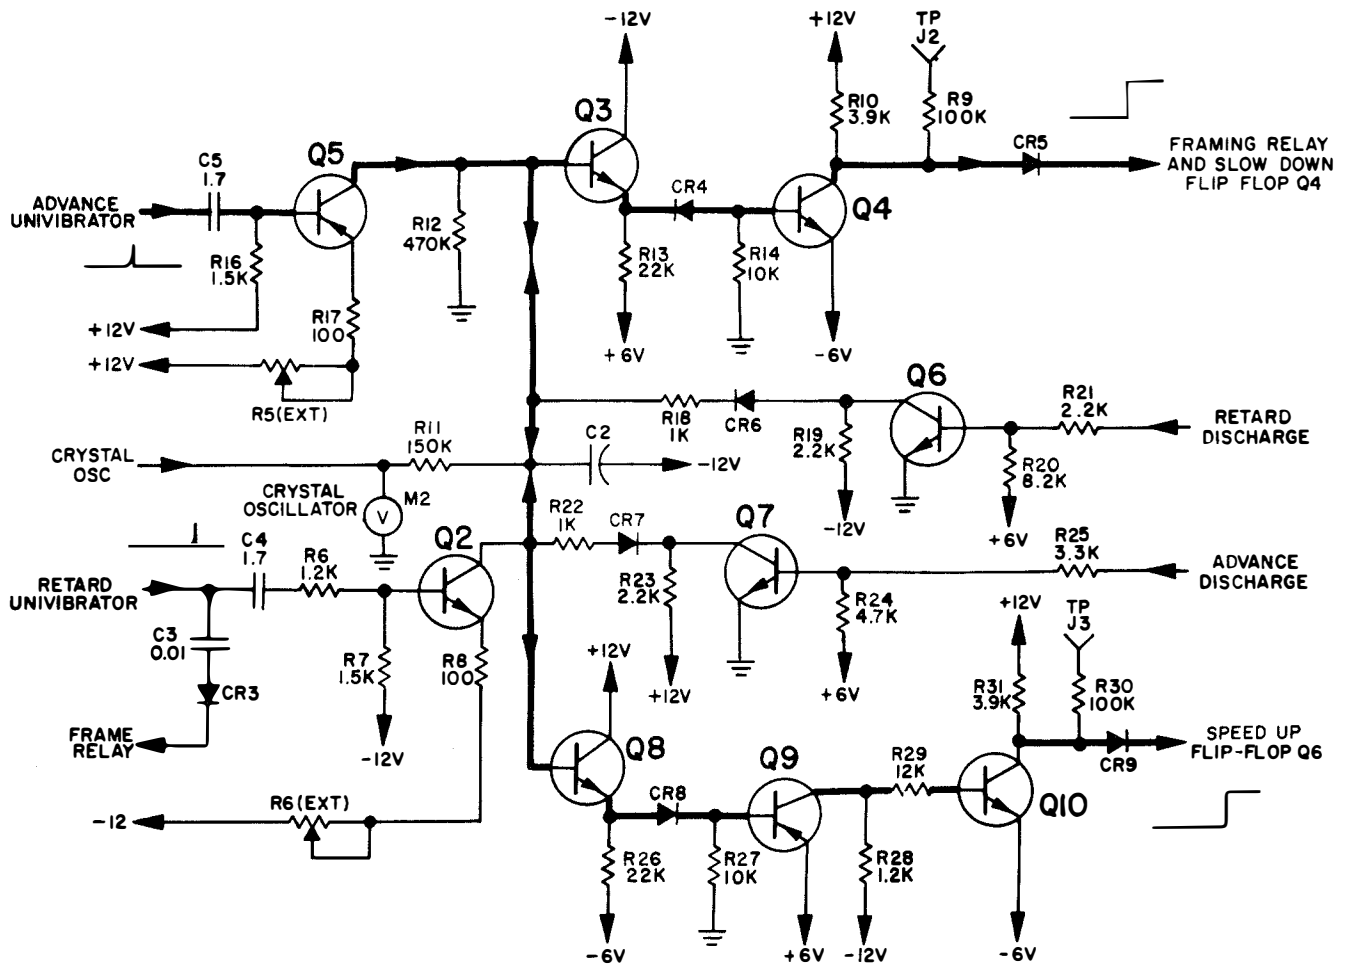 -12V
+12V
TP
J2
Q3
R10
3.9K
R9
100K
CR5
FRAMING RELAY
AND SLOW DOWN
FLIP FLOP Q4
C5
1.7
Q5
ADVANCE
UNIVIBRATOR
R12
470K
CR4
Q4
R16
1.5K
R13
22K
R14
10K
R17
100
+12V
+6V
-6V
+12V
R5(EXT)
Q6
R18
1K
CR6
R19
2.2K
R21
2.2K
RETARD
DISCHARGE
R11
150K
C2
-12V
CRYSTAL
OSC
R20
8.2K
CRYSTAL
OSCILLATOR
M2
V
-12V
+6V
C4
1.7
R6
1.2K
Q2
R22
1K
CR7
Q7
R25
3.3K
ADVANCE
DISCHARGE
RETARD
UNIVIBRATOR
R23
2.2K
R24
4.7K
+12V
TP
J3
C3
0.01
CR3
R7
1.5K
R8
100
+12V
+12V
+6V
R31
3.9K
R30
100K
FRAME
RELAY
-12V
Q8
Q9
R29
12K
CR9
SPEED UP
FLIP-FLOP Q6
R6(EXT)
-12
CR8
Q10
R26
22K
R27
10K
R28
1.2K
-6V
+6V
-12V
-6V